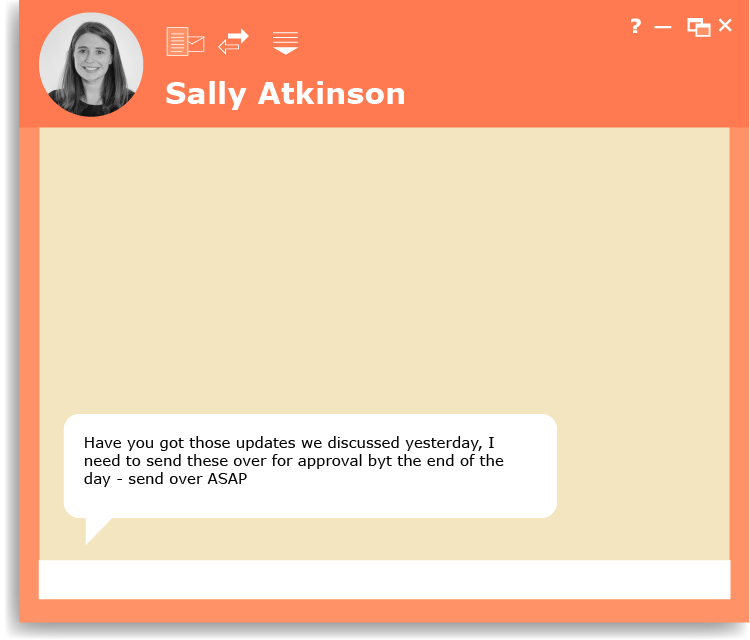 ?
Sally Atkinson
Have you got those updates we discussed yesterday, I
need to send these over for approval byt the end of the
day - send over ASAP